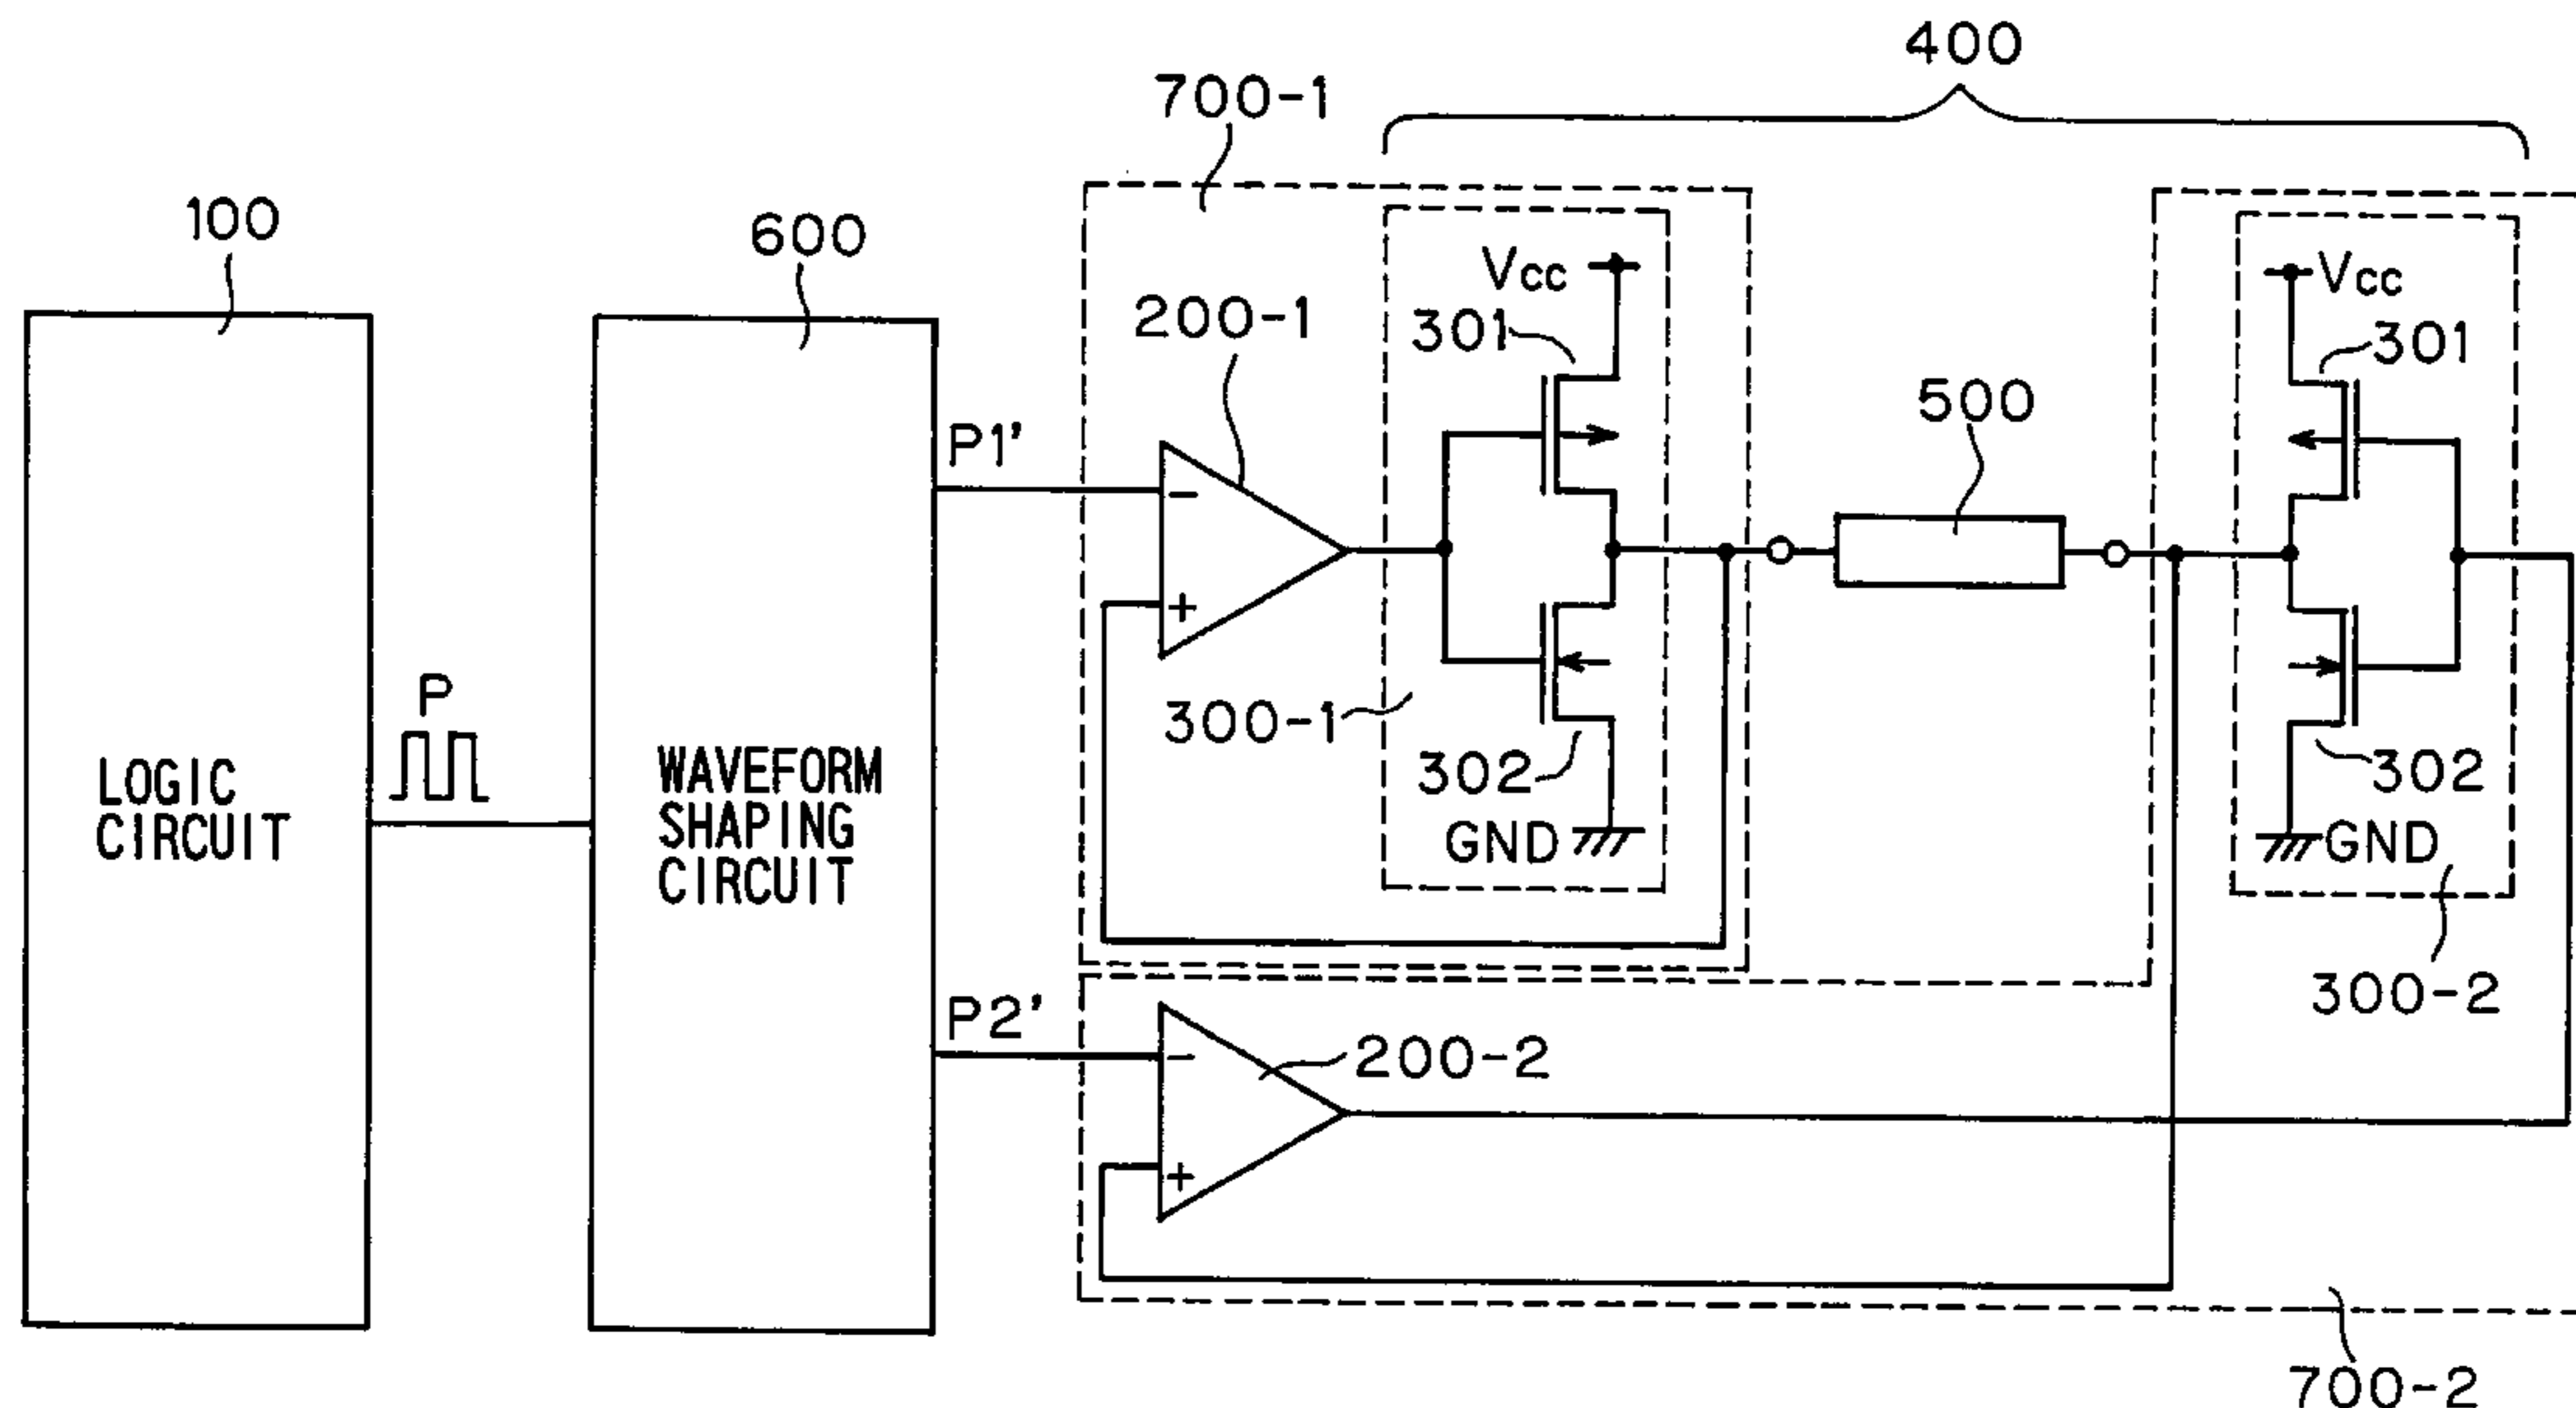 400
700-1
100
600
Vcc
Vcc
200-1
301
301
500
P1'
-
+
P
300-1
302
302
LOGIC
CIRCUIT
WAVEFORM
SHAPING
CIRCUIT
GND
GND
300-2
P2'
-
200-2
+
700-2